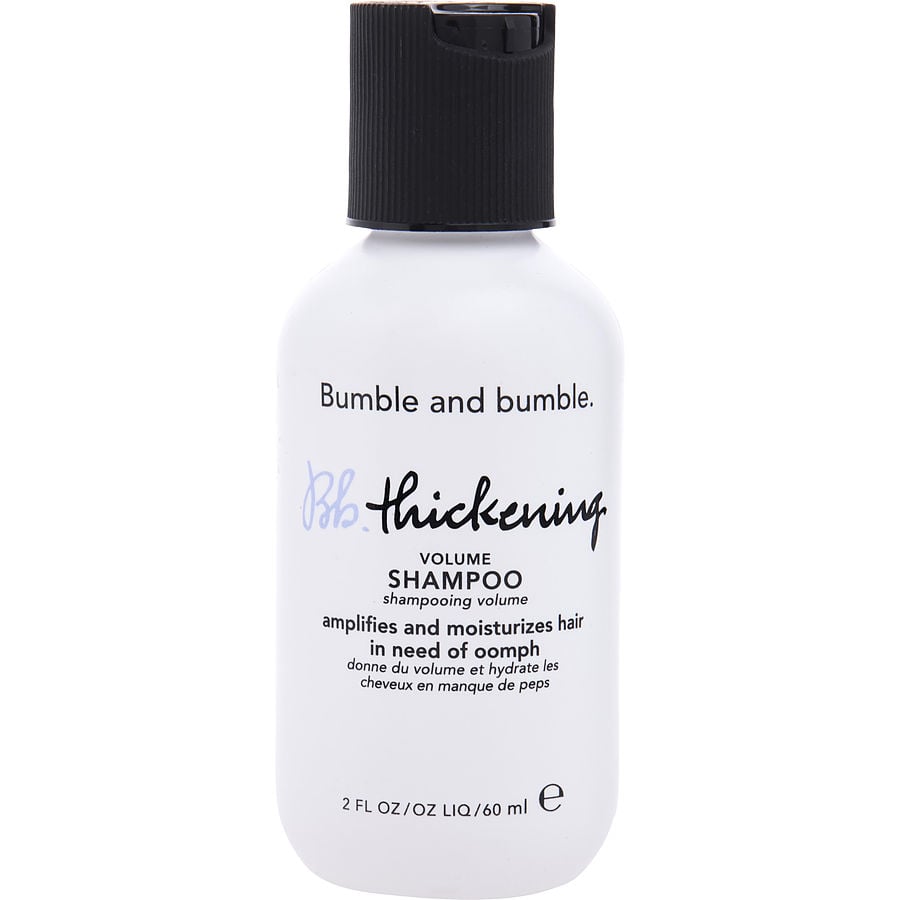 Bumble and bumble.
Bb. thickening
VOLUME
SHAMPOO
shampooing volume
amplifies and moisturizes hair
in need of oomph
donne du volume et hydrate les
cheveux en manque de peps
2 FL OZ/OZ LIQ/60 ml ℮